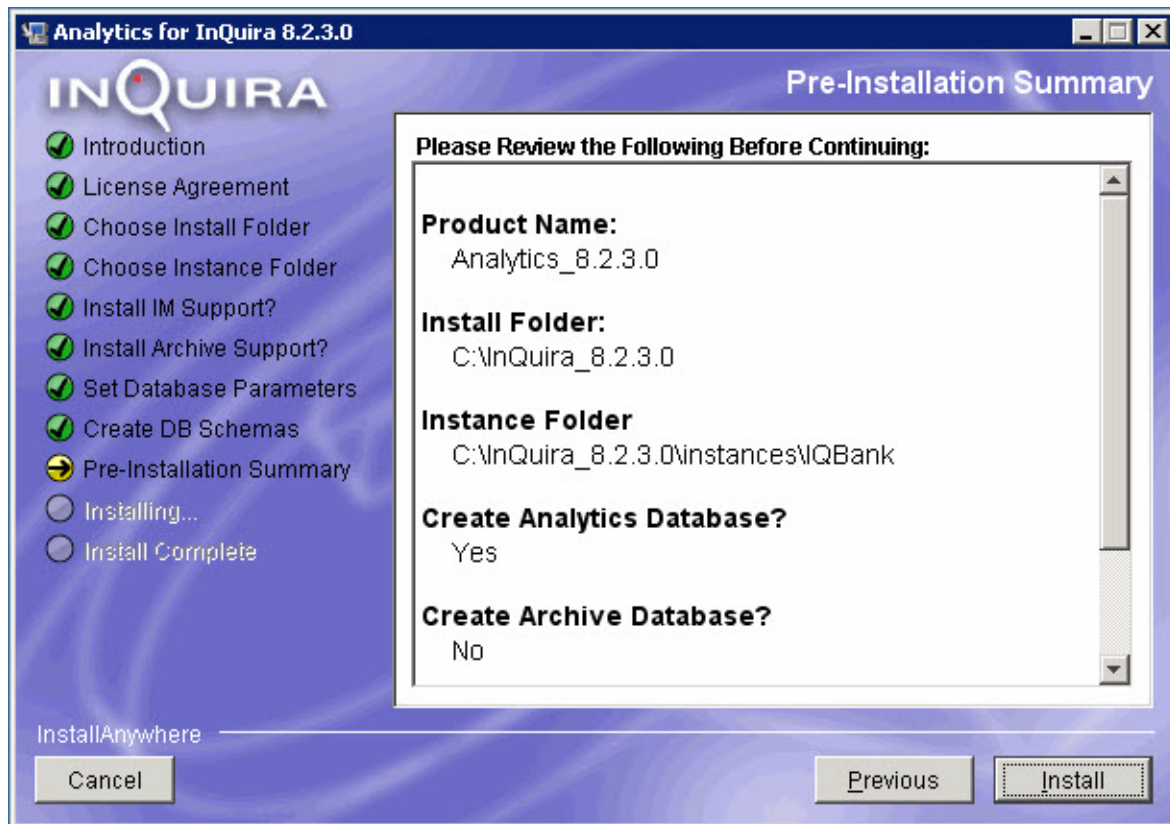 Analytics for InQuira 8.2.3.0
INQUIRA
Pre-Installation Summary
Introduction
License Agreement
Choose Install Folder
Choose Instance Folder
Install IM Support?
Install Archive Support?
Set Database Parameters
Create DB Schemas
Pre-Installation Summary
Installing...
Install Complete
Please Review the Following Before Continuing:
Product Name:
Analytics_8.2.3.0
Install Folder:
C:\InQuira_8.2.3.0
Instance Folder
C:\InQuira_8.2.3.0\instances\IQBank
Create Analytics Database?
Yes
Create Archive Database?
No
InstallAnywhere
Cancel
Previous
Install